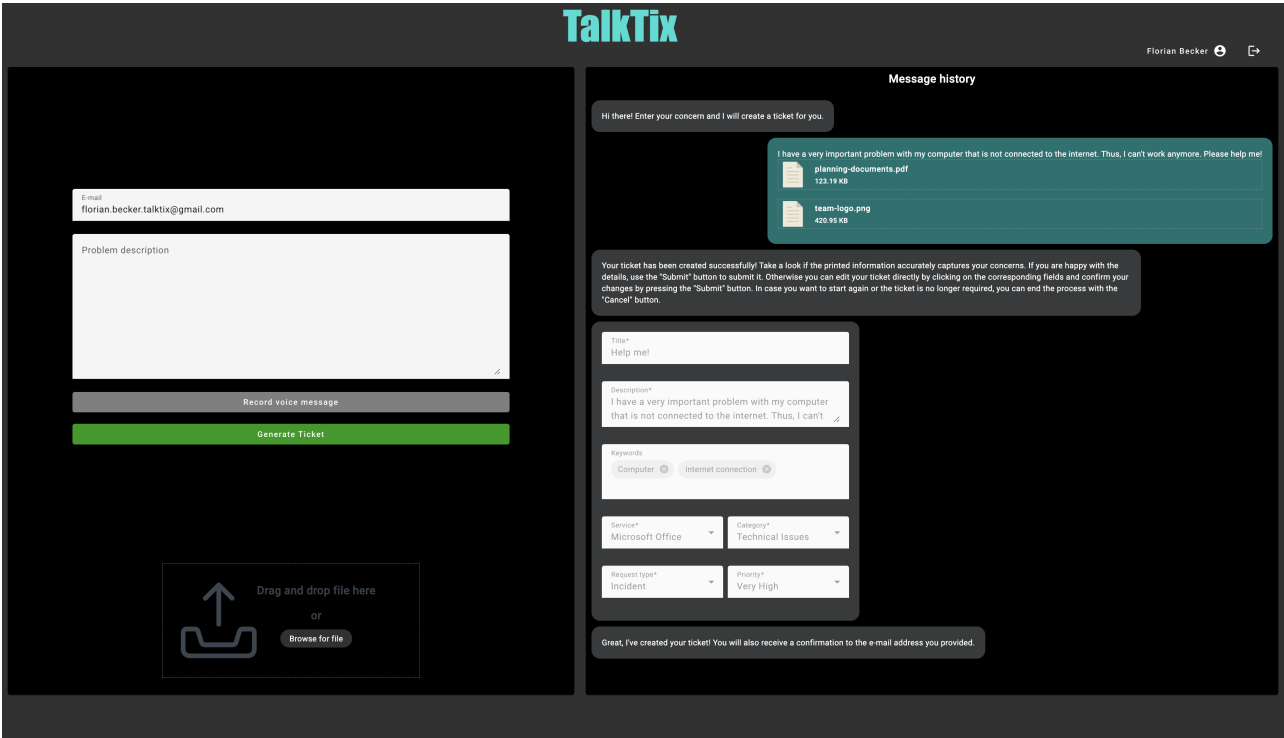 TalkTix
Florian Becker
E-mail
florian.becker.talktix@gmail.com
Problem description
Record voice message
Generate Ticket
Drag and drop file here
or
Browse for file
Message history
Hi there! Enter your concern and I will create a ticket for you.
I have a very important problem with my computer that is not connected to the internet. Thus, I can't work anymore. Please help me!
planning-documents.pdf
123.19 KB
team-logo.png
420.95 KB
Your ticket has been created successfully! Take a look if the printed information accurately captures your concerns. If you are happy with the
details, use the "Submit" button to submit it. Otherwise you can edit your ticket directly by clicking on the corresponding fields and confirm your
changes by pressing the "Submit" button. In case you want to start again or the ticket is no longer required, you can end the process with the
"Cancel" button.
Title*
Help me!
Description*
I have a very important problem with my computer
that is not connected to the internet. Thus, I can't
Keywords
Computer Internet connection
Service* Category*
Microsoft Office Technical Issues
Request type* Priority*
Incident Very High
Great, I've created your ticket! You will also receive a confirmation to the e-mail address you provided.